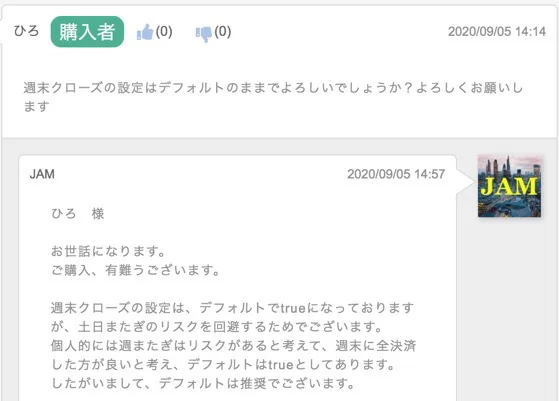 ひろ 購入者 (0) (0) 2020/09/05 14:14
週末クローズの設定はデフォルトのままでよろしいでしょうか？よろしくお願いし
ます
JAM 2020/09/05 14:57
JAM
ひろ　様
お世話になります。
ご購入、有難うございます。
週末クローズの設定は、デフォルトでtrueになっております
が、土日またぎのリスクを回避するためでございます。
個人的には週またぎはリスクがあると考えて、週末に全決済
した方が良いと考え、デフォルトはtrueとしてあります。
したがいまして、デフォルトは推奨でございます。